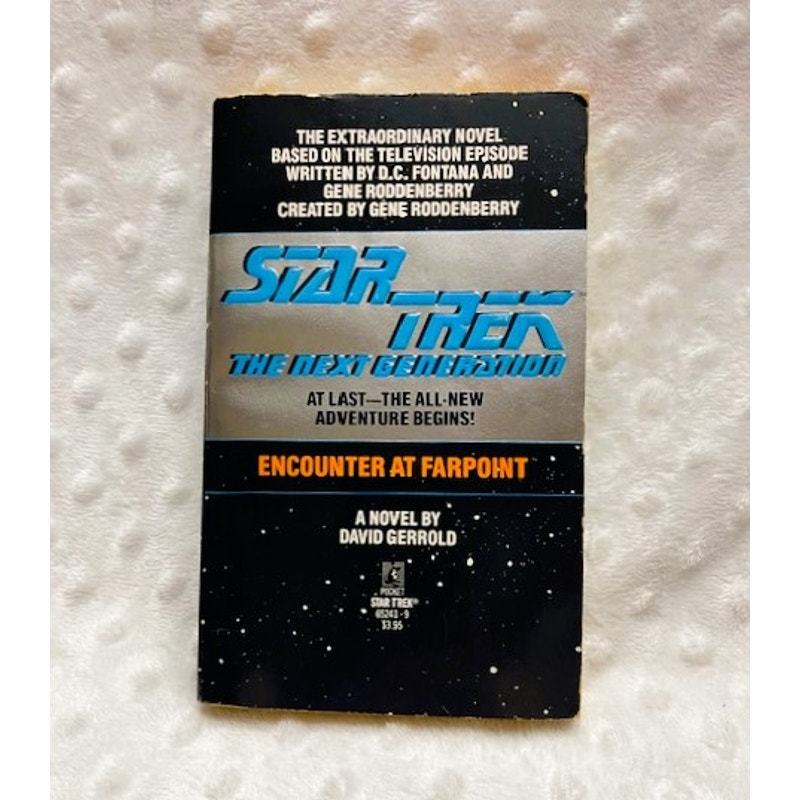 THE EXTRAORDINARY NOVEL
BASED ON THE TELEVISION EPISODE
WRITTEN BY D.C. FONTANA AND
GENE RODDENBERRY
CREATED BY GENE RODDENBERRY
STAR
TREK
THE NEXT GENERATION
AT LAST—THE ALL-NEW
ADVENTURE BEGINS!
ENCOUNTER AT FARPOINT
A NOVEL BY
DAVID GERROLD
POCKET
STAR TREK®
65241-9
$3.95